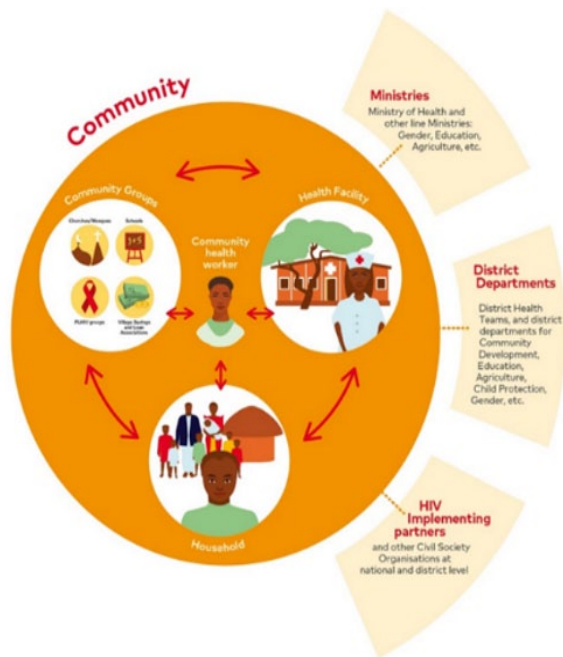 Community
Community Groups
Churches/Mosques
Schools
1+5
PLHIV groups
Village Savings
and Loan
Associations
Community
health
worker
Health Facility
Household
Ministries
Ministry of Health and
other line Ministries:
Gender, Education,
Agriculture, etc.
District
Departments
District Health
Teams, and district
departments for
Community
Development,
Education,
Agriculture,
Child Protection,
Gender, etc.
HIV
Implementing
partners
and other Civil Society
Organisations at
national and district level